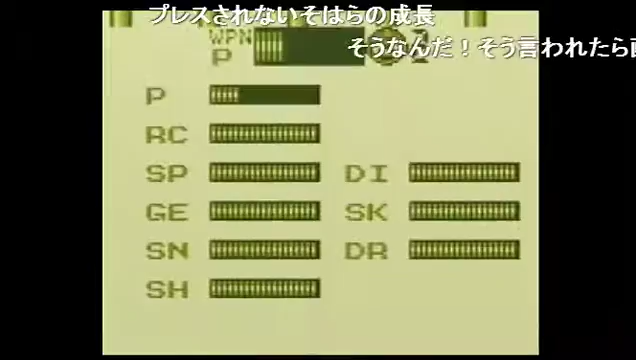 プレスされないそはらの成長
WPN
P 2
そうなんだ！そう言われたら
P
RC
SP DI
GE SK
SN DR
SH